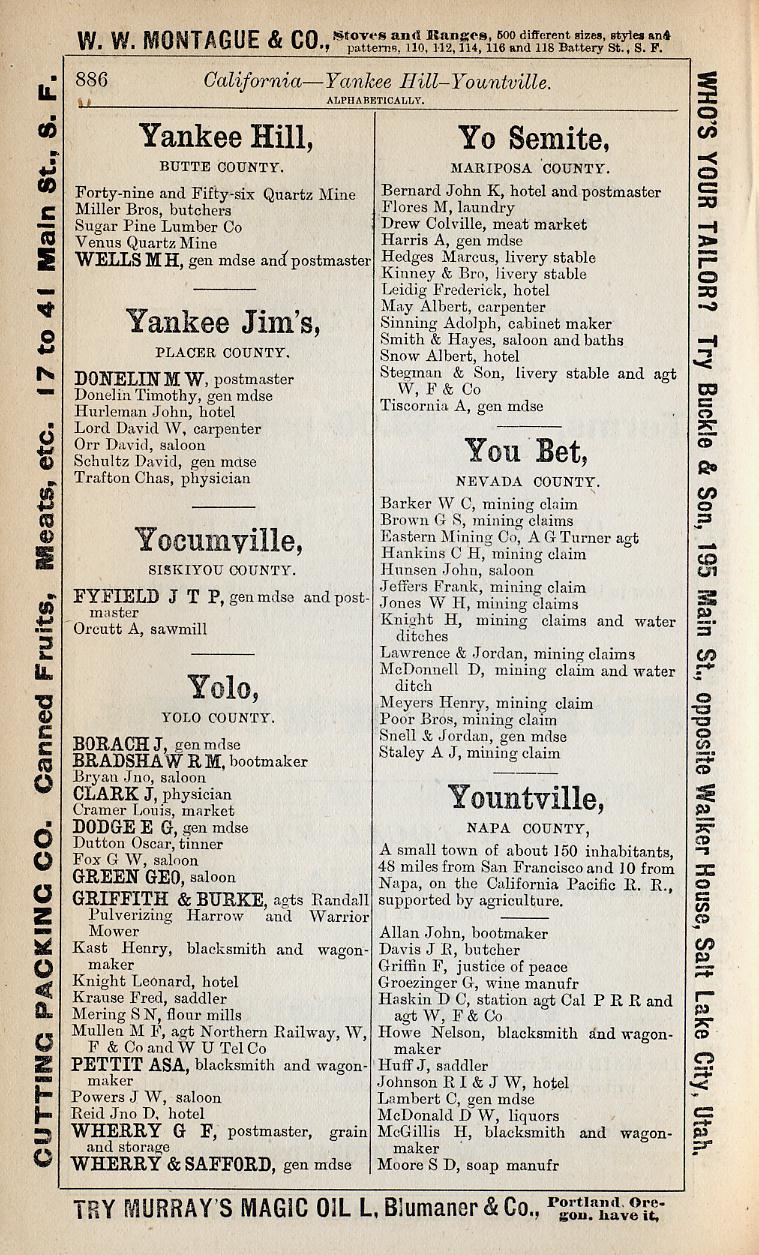 W. W. MONTAGUE & CO., Stoves and Ranges, 500 different sizes, styles and
patterns, 110, 112, 114, 116 and 118 Battery St., S. F.
886 California—Yankee Hill–Yountville.
ALPHABETICALLY.
Yankee Hill,
BUTTE COUNTY.
Forty-nine and Fifty-six Quartz Mine
Miller Bros, butchers
Sugar Pine Lumber Co
Venus Quartz Mine
WELLS M H, gen mdse and postmaster
Yankee Jim's,
PLACER COUNTY.
DONELIN M W, postmaster
Donelin Timothy, gen mdse
Hurleman John, hotel
Lord David W, carpenter
Orr David, saloon
Schultz David, gen mdse
Trafton Chas, physician
Yocumville,
SISKIYOU COUNTY.
FYFIELD J T P, gen mdse and post-
master
Orcutt A, sawmill
Yolo,
YOLO COUNTY.
BORACH J, gen mdse
BRADSHAW R M, bootmaker
Bryan Jno, saloon
CLARK J, physician
Cramer Louis, market
DODGE E G, gen mdse
Dutton Oscar, tinner
Fox G W, saloon
GREEN GEO, saloon
GRIFFITH & BURKE, agts Randall
Pulverizing Harrow and Warrior
Mower
Kast Henry, blacksmith and wagon-
maker
Knight Leonard, hotel
Krause Fred, saddler
Mering S N, flour mills
Mullen M F, agt Northern Railway, W,
F & Co and W U Tel Co
PETTIT ASA, blacksmith and wagon-
maker
Powers J W, saloon
Reid Jno D, hotel
WHERRY G F, postmaster, grain
and storage
WHERRY & SAFFORD, gen mdse
Yo Semite,
MARIPOSA COUNTY.
Bernard John K, hotel and postmaster
Flores M, laundry
Drew Colville, meat market
Harris A, gen mdse
Hedges Marcus, livery stable
Kinney & Bro, livery stable
Leidig Frederick, hotel
May Albert, carpenter
Sinning Adolph, cabinet maker
Smith & Hayes, saloon and baths
Snow Albert, hotel
Stegman & Son, livery stable and agt
W, F & Co
Tiscornia A, gen mdse
You Bet,
NEVADA COUNTY.
Barker W C, mining claim
Brown G S, mining claims
Eastern Mining Co, A G Turner agt
Hankins C H, mining claim
Hunsen John, saloon
Jeffers Frank, mining claim
Jones W H, mining claims
Knight H, mining claims and water
ditches
Lawrence & Jordan, mining claims
McDonnell D, mining claim and water
ditch
Meyers Henry, mining claim
Poor Bros, mining claim
Snell & Jordan, gen mdse
Staley A J, mining claim
Yountville,
NAPA COUNTY,
A small town of about 150 inhabitants,
48 miles from San Francisco and 10 from
Napa, on the California Pacific R. R.,
supported by agriculture.
Allan John, bootmaker
Davis J R, butcher
Griffin F, justice of peace
Groezinger G, wine manufr
Haskin D C, station agt Cal P R R and
agt W, F & Co
Howe Nelson, blacksmith and wagon-
maker
Huff J, saddler
Johnson R I & J W, hotel
Lambert C, gen mdse
McDonald D W, liquors
McGillis H, blacksmith and wagon-
maker
Moore S D, soap manufr
CUTTING PACKING CO. Canned Fruits, Meats, etc. 17 to 41 Main St., S. F.
WHO'S YOUR TAILOR? Try Buckle & Son, 195 Main St., opposite Walker House, Salt Lake City, Utah.
TRY MURRAY'S MAGIC OIL L, Blumaner & Co., Portland, Ore-
gon. have it,